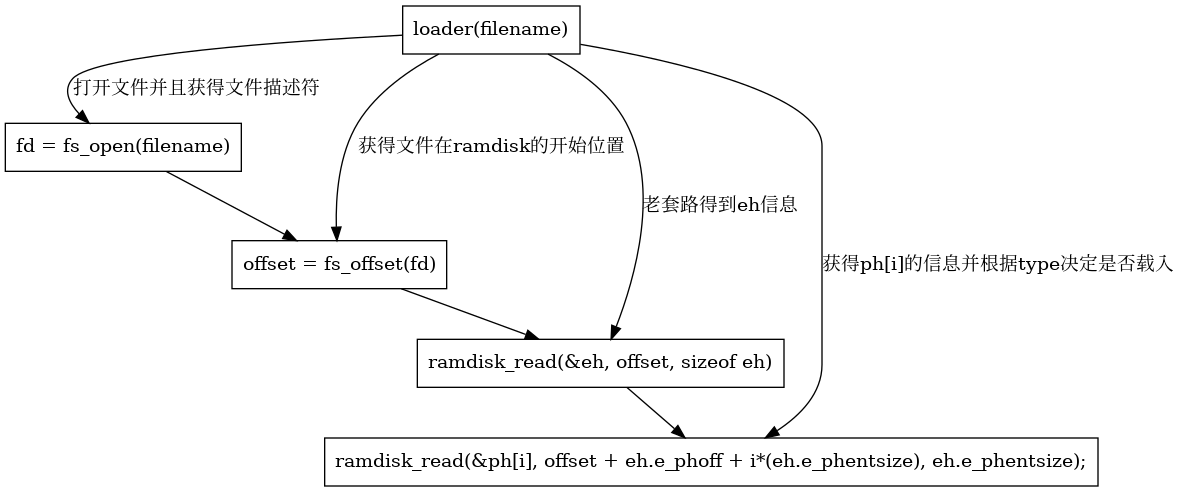 loader(filename)
打开文件并且获得文件描述符
fd = fs_open(filename)
获得文件在ramdisk的开始位置
老套路得到eh信息
offset = fs_offset(fd)
获得ph[i]的信息并根据type决定是否载入
ramdisk_read(&eh, offset, sizeof eh)
ramdisk_read(&ph[i], offset + eh.e_phoff + i*(eh.e_phentsize), eh.e_phentsize);